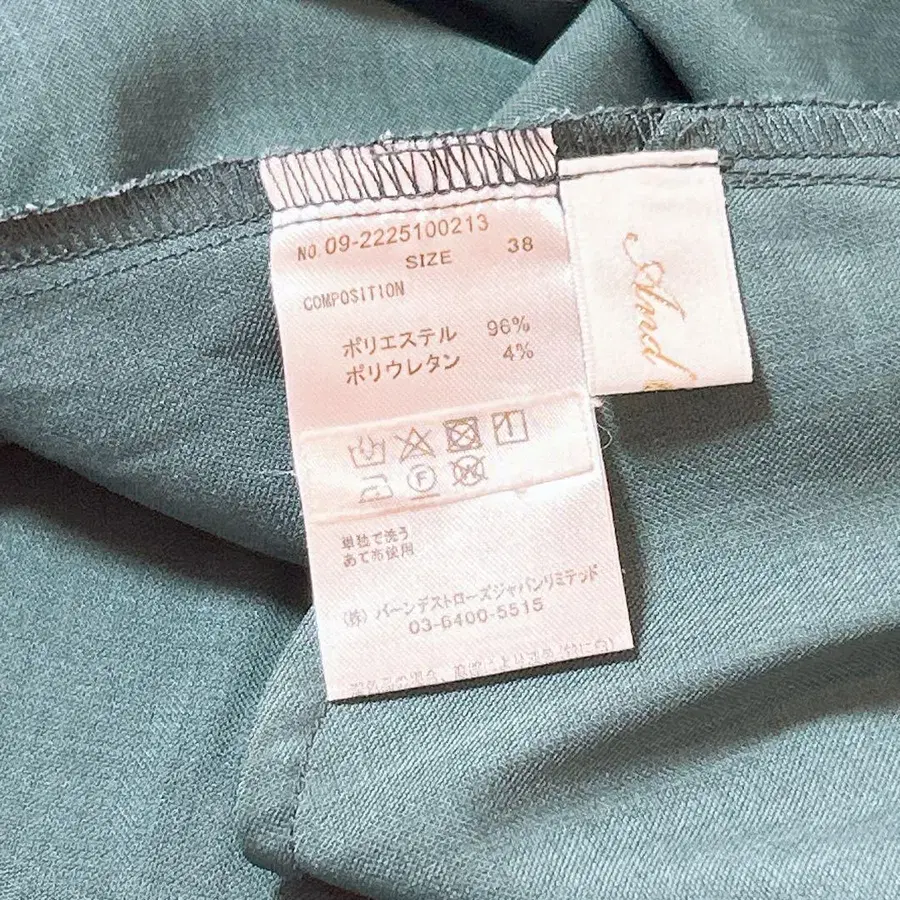 NO. 09-2225100213
SIZE 38
COMPOSITION
ポリエステル 96%
ポリウレタン 4%
F
単独で洗う
あて布使用
(株) バーンデストローズジャパンリミテッド
03-6400-5515
And